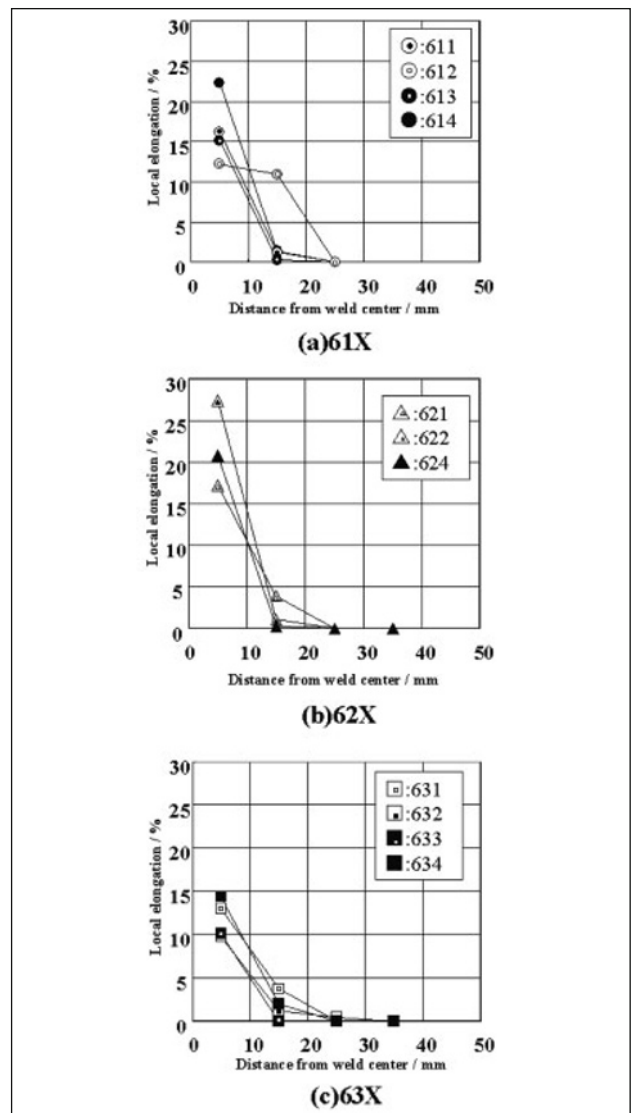 30
25
20
15
10
5
0
Local elongation / %
:611
:612
:613
:614
0 10 20 30 40 50
Distance from weld center / mm
(a)61X
30
25
20
15
10
5
0
Local elongation / %
:621
:622
:624
0 10 20 30 40 50
Distance from weld center / mm
(b)62X
30
25
20
15
10
5
0
Local elongation / %
:631
:632
:633
:634
0 10 20 30 40 50
Distance from weld center / mm
(c)63X